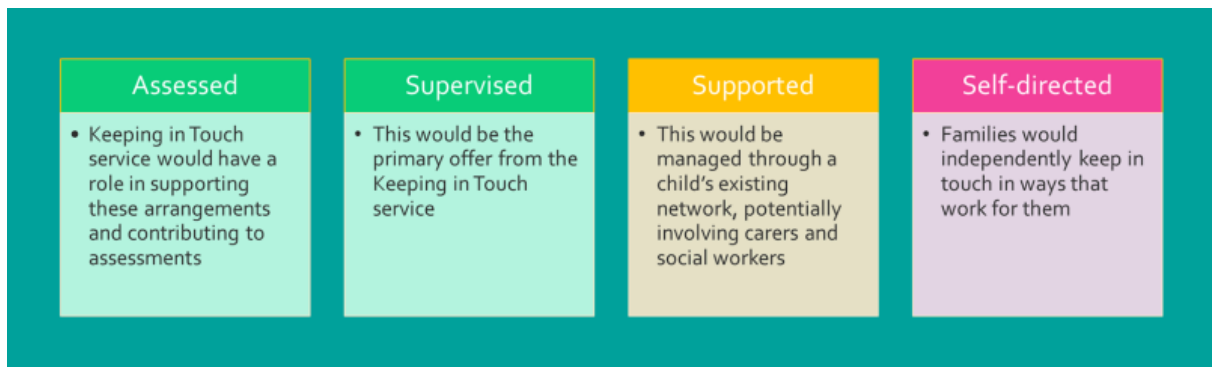 Assessed
• Keeping in Touch
service would have a
role in supporting
these arrangements
and contributing to
assessments
Supervised
• This would be the
primary offer from the
Keeping in Touch
service
Supported
• This would be
managed through a
child’s existing
network, potentially
involving carers and
social workers
Self-directed
• Families would
independently keep in
touch in ways that
work for them